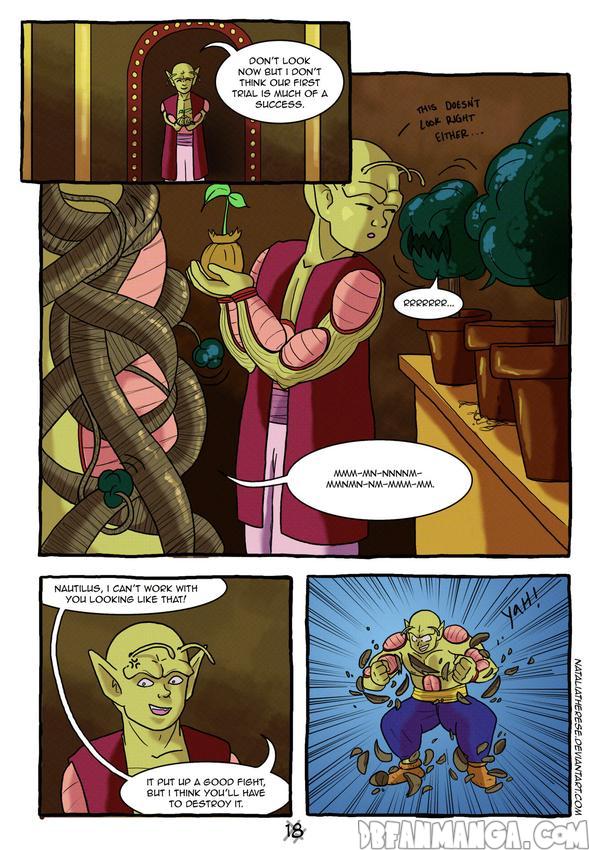 DON'T LOOK
NOW BUT I DON'T
THINK OUR FIRST
TRIAL IS MUCH OF A
SUCCESS.
THIS DOESN'T
LOOK RIGHT
EITHER...
RRRRRRR...
MMM-MN-NNNNM-
MMNMN-NM-MMM-MM.
NAUTILUS, I CAN'T WORK WITH
YOU LOOKING LIKE THAT!
IT PUT UP A GOOD FIGHT,
BUT I THINK YOU'LL HAVE
TO DESTROY IT.
YAH!
NATALIATHERESE.DEVIANTART.COM
18
DBFANMANGA.COM